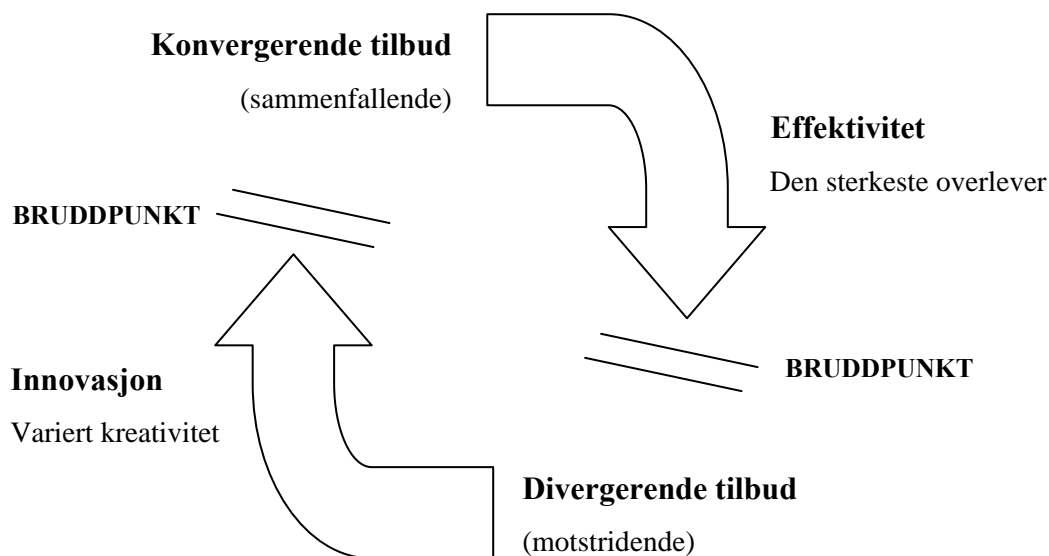 Konvergerende tilbud
(sammenfallende)
Effektivitet
Den sterkeste overlever
BRUDDPUNKT
BRUDDPUNKT
Innovasjon
Variert kreativitet
Divergerende tilbud
(motstridende)